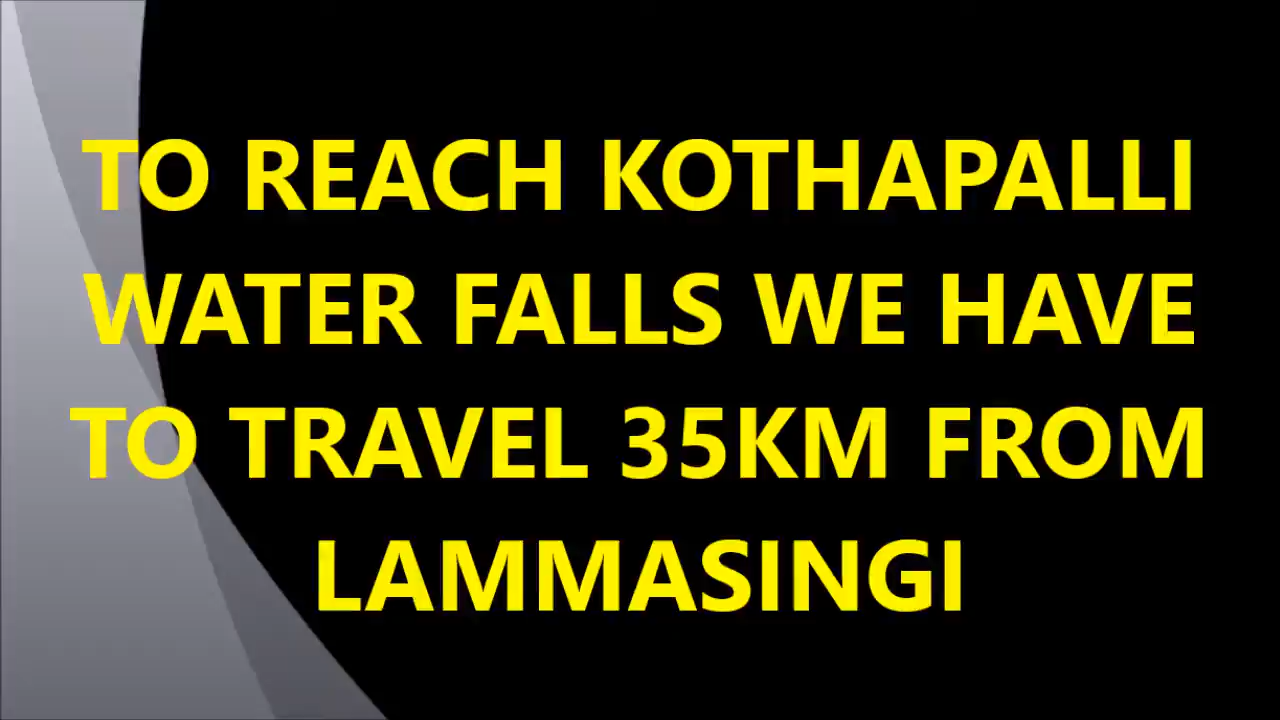 TO REACH KOTHAPALLI
WATER FALLS WE HAVE
TO TRAVEL 35KM FROM
LAMMASINGI